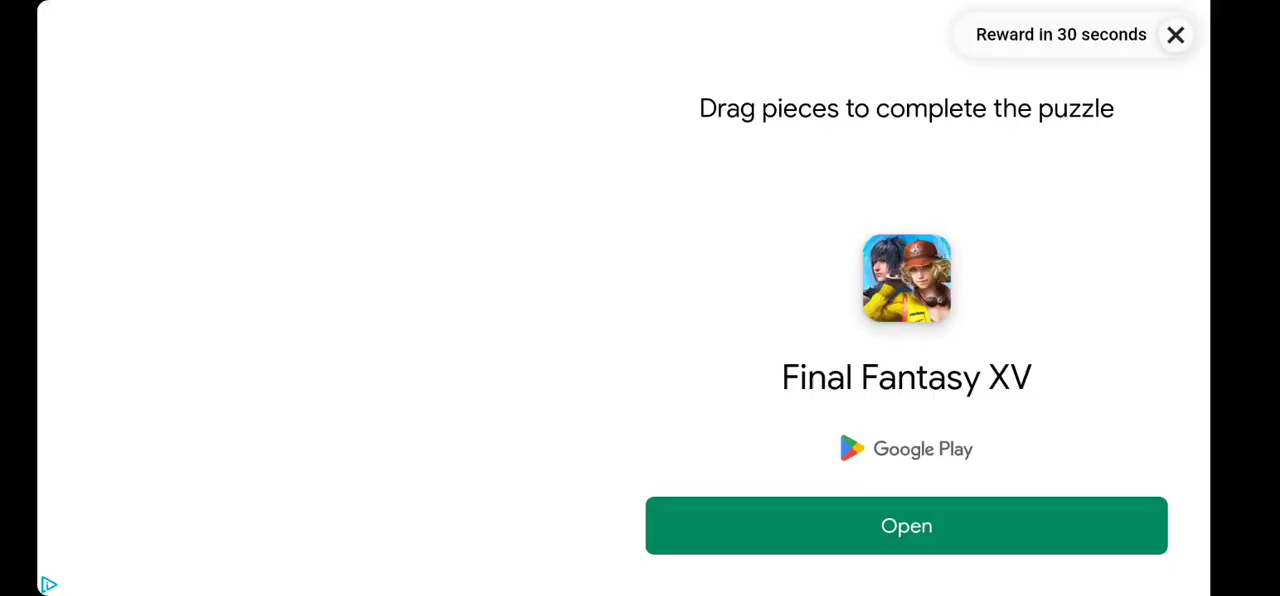 Reward in 30 seconds
Drag pieces to complete the puzzle
Final Fantasy XV
Google Play
Open